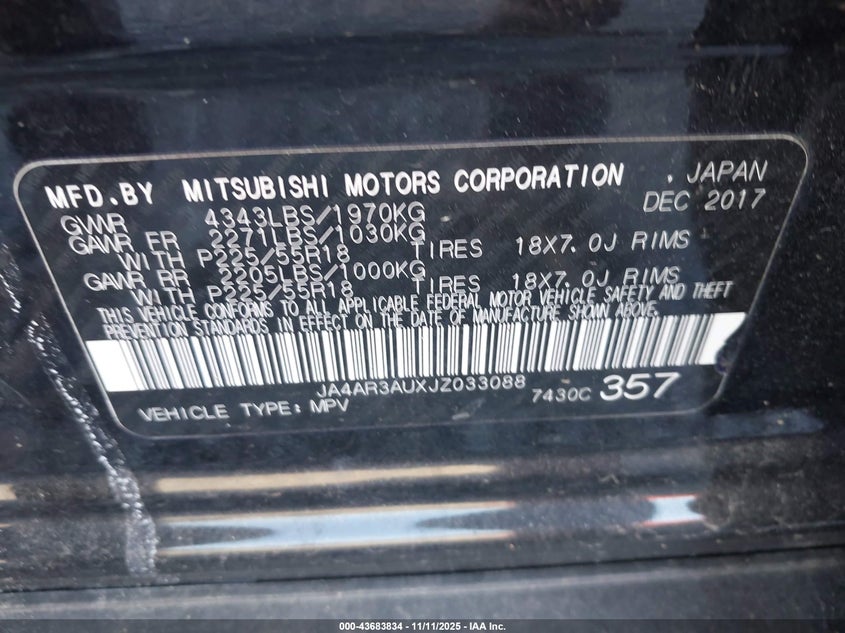 MFD.BY MITSUBISHI MOTORS CORPORATION , JAPAN
GVWR 4343LBS/1970KG DEC 2017
GAWR FR 2271LBS/1030KG
WITH P225/55R18 TIRES 18X7.0J RIMS
GAWR RR 2205LBS/1000KG
WITH P225/55R18 TIRES 18X7.0J RIMS
THIS VEHICLE CONFORMS TO ALL APPLICABLE FEDERAL MOTOR VEHICLE SAFETY AND THEFT
PREVENTION STANDARDS IN EFFECT ON THE DATE OF MANUFACTURE SHOWN ABOVE.
JA4AR3AUXJZ033088
VEHICLE TYPE: MPV 7430C 357
000-43683834 - 11/11/2025 - IAA Inc.